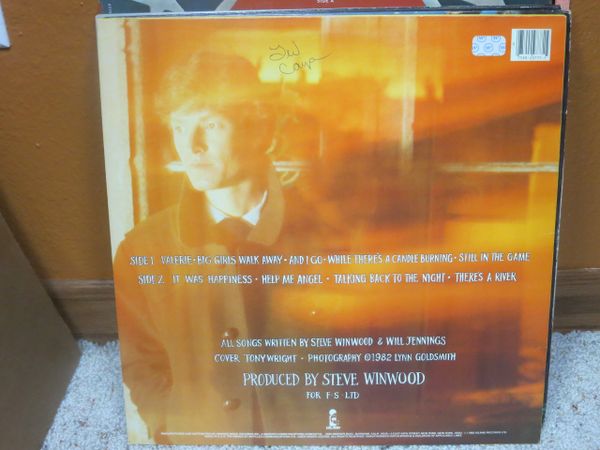 SIDE A
SIDE 1. VALERIE • BIG GIRLS WALK AWAY • AND I GO • WHILE THERE'S A CANDLE BURNING • STILL IN THE GAME
SIDE 2. IT WAS HAPPINESS • HELP ME ANGEL • TALKING BACK TO THE NIGHT • THERE'S A RIVER
ALL SONGS WRITTEN BY STEVE WINWOOD & WILL JENNINGS
COVER TONY WRIGHT • PHOTOGRAPHY ©1982 LYNN GOLDSMITH
PRODUCED BY STEVE WINWOOD
FOR F·S LTD
ISLAND